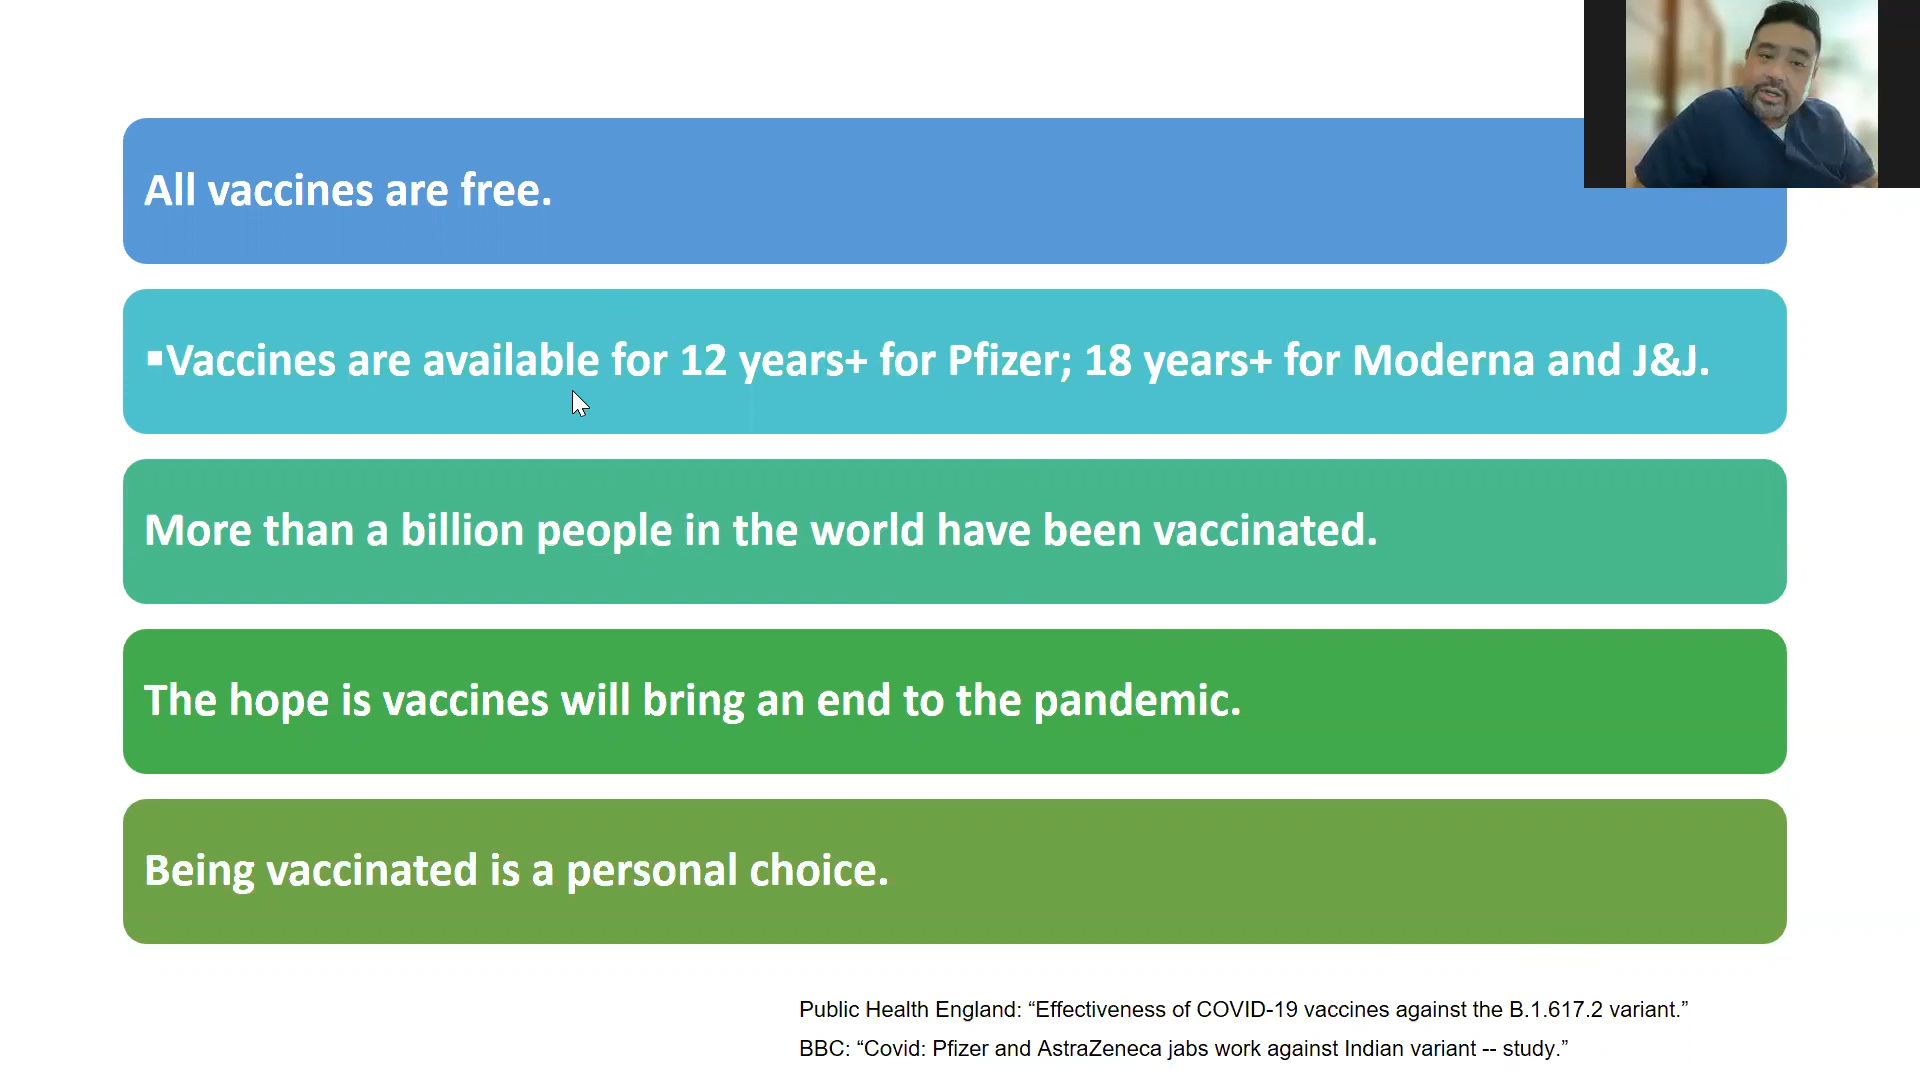 All vaccines are free.
▪Vaccines are available for 12 years+ for Pfizer; 18 years+ for Moderna and J&J.
More than a billion people in the world have been vaccinated.
The hope is vaccines will bring an end to the pandemic.
Being vaccinated is a personal choice.
Public Health England: “Effectiveness of COVID-19 vaccines against the B.1.617.2 variant.”
BBC: “Covid: Pfizer and AstraZeneca jabs work against Indian variant -- study.”